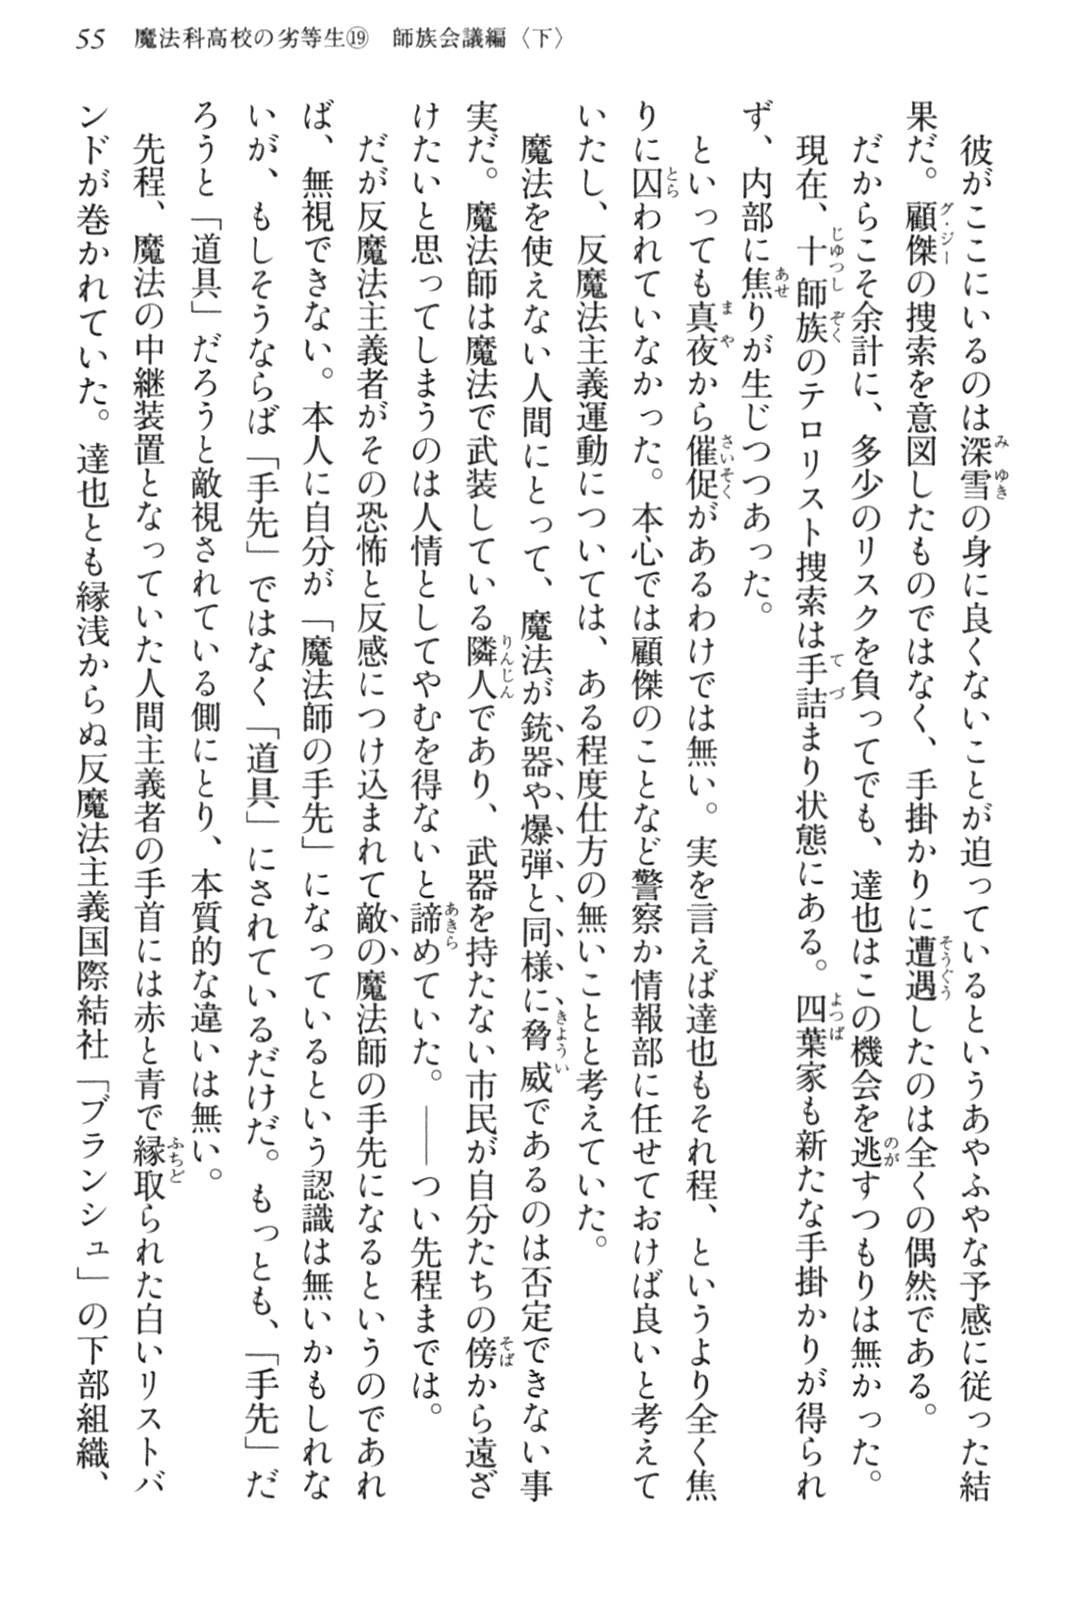 55 魔法科高校の劣等生⑲ 師族会議編〈下〉
彼がここにいるのは深雪の身に良くないことが迫っているというあやふやな予感に従った結
果だ。顧傑の捜索を意図したものではなく、手掛かりに遭遇したのは全くの偶然である。
だからこそ余計に、多少のリスクを負ってでも、達也はこの機会を逃すつもりは無かった。
現在、十師族のテロリスト捜索は手詰まり状態にある。四葉家も新たな手掛かりが得られ
ず、内部に焦りが生じつつあった。
といっても真夜から催促があるわけでは無い。実を言えば達也もそれ程、というより全く焦
りに囚われていなかった。本心では顧傑のことなど警察か情報部に任せておけば良いと考えて
いたし、反魔法主義運動については、ある程度仕方の無いことと考えていた。
魔法を使えない人間にとって、魔法が銃器や爆弾と同様に脅威であるのは否定できない事
実だ。魔法師は魔法で武装している隣人であり、武器を持たない市民が自分たちの傍から遠ざ
けたいと思ってしまうのは人情としてやむを得ないと諦めていた。――つい先程までは。
だが反魔法主義者がその恐怖と反感につけ込まれて敵の魔法師の手先になるというのであれ
ば、無視できない。本人に自分が「魔法師の手先」になっているという認識は無いかもしれな
いが、もしそうならば「手先」ではなく「道具」にされているだけだ。もっとも、「手先」だ
ろうと「道具」だろうと敵視されている側にとり、本質的な違いは無い。
先程、魔法の中継装置となっていた人間主義者の手首には赤と青で縁取られた白いリストバ
ンドが巻かれていた。達也とも縁浅からぬ反魔法主義国際結社「ブランシュ」の下部組織、